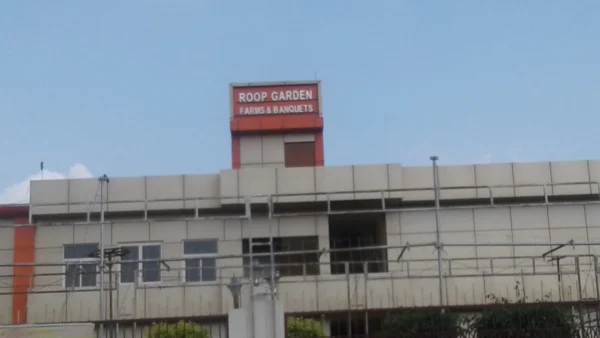 ROOP GARDEN
FARMS & BANQUETS